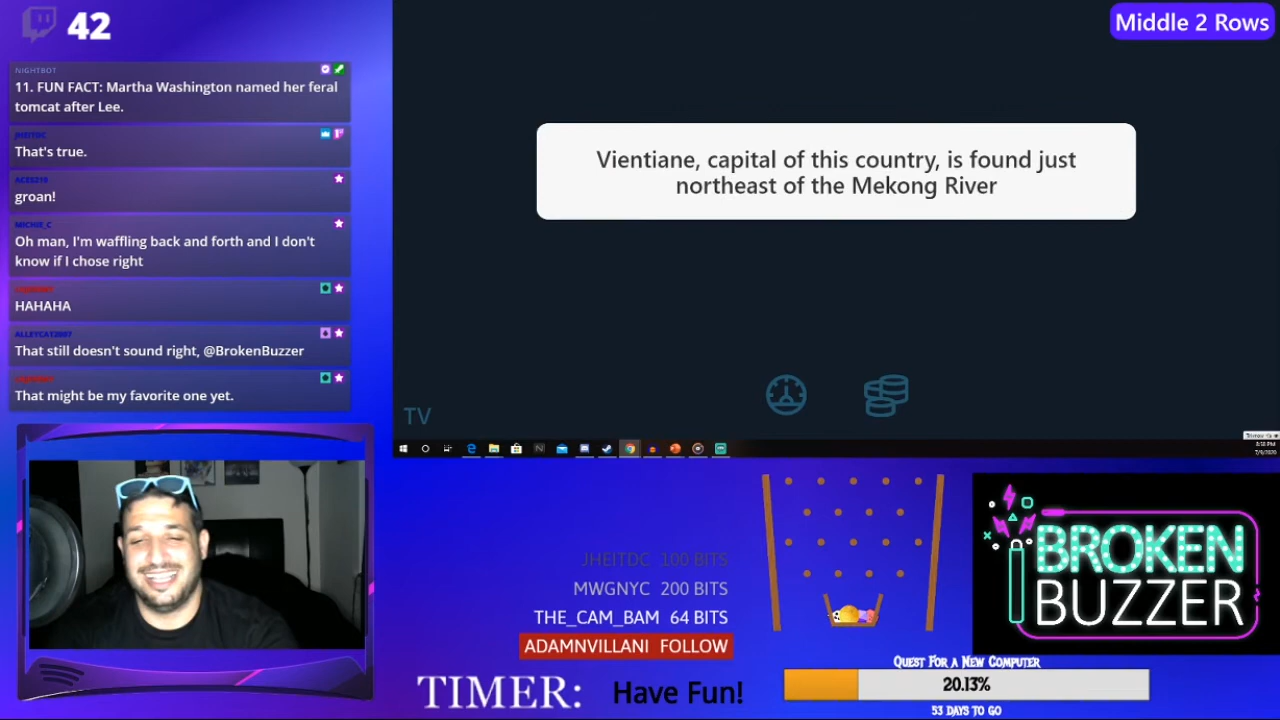 42
Middle 2 Rows
NIGHTBOT
11. FUN FACT: Martha Washington named her feral
tomcat after Lee.
JHEITDC
That's true.
ACES210
groan!
MICHIE_C
Oh man, I'm waffling back and forth and I don't
know if I chose right
HAHAHA
ALLEYCAT2007
That still doesn't sound right, @BrokenBuzzer
That might be my favorite one yet.
Vientiane, capital of this country, is found just
northeast of the Mekong River
TV
JHEITDC 100 BITS
MWGNYC 200 BITS
THE_CAM_BAM 64 BITS
ADAMNVILLANI FOLLOW
TIMER: Have Fun!
BROKEN
BUZZER
QUEST FOR A NEW COMPUTER
20.13%
53 DAYS TO GO